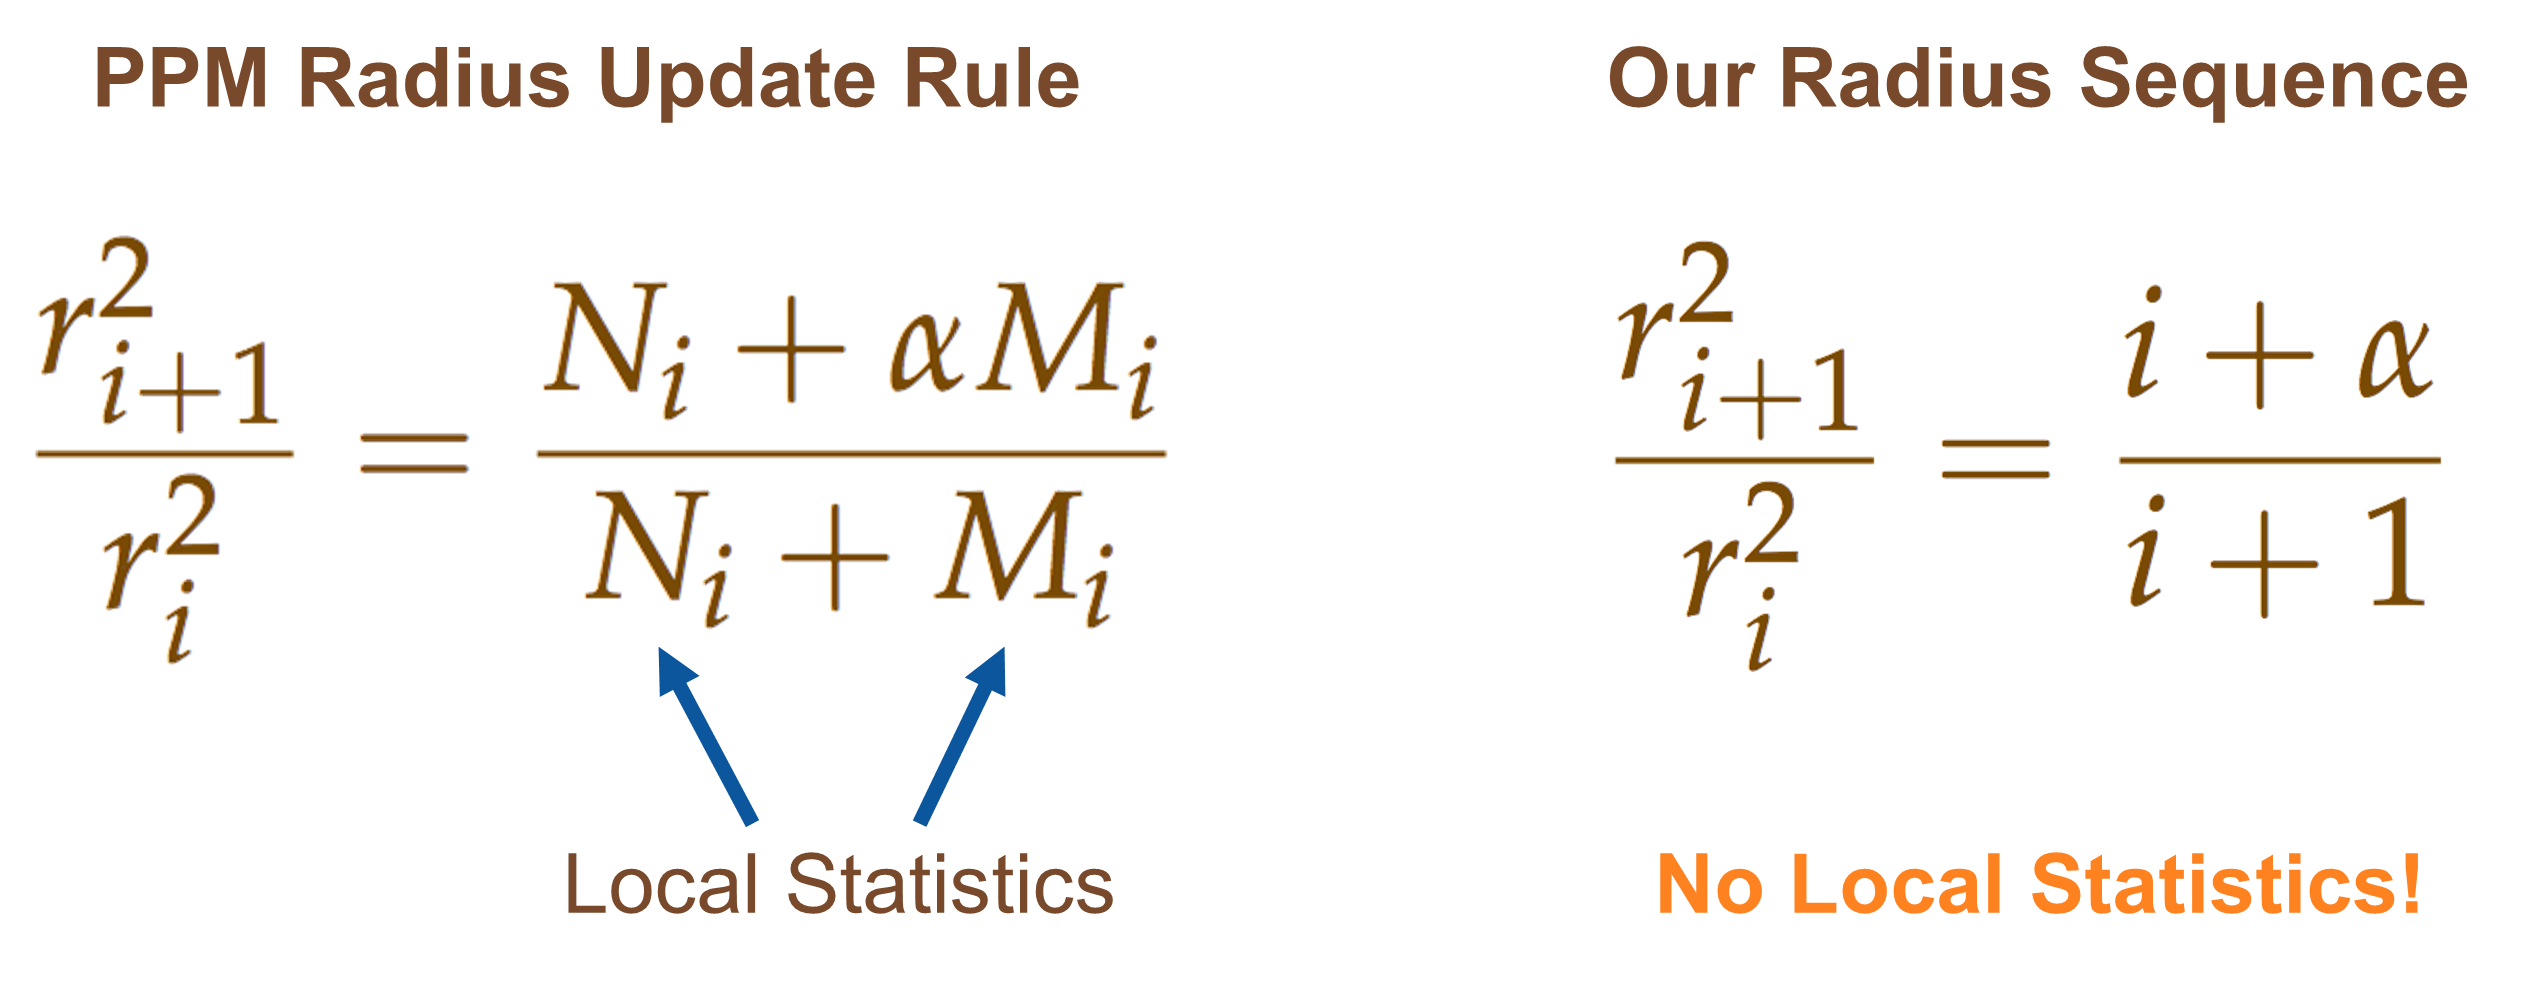 PPM Radius Update Rule
r²ᵢ₊₁ / r²ᵢ = (Nᵢ + αMᵢ) / (Nᵢ + Mᵢ)
Local Statistics
Our Radius Sequence
r²ᵢ₊₁ / r²ᵢ = (i + α) / (i + 1)
No Local Statistics!